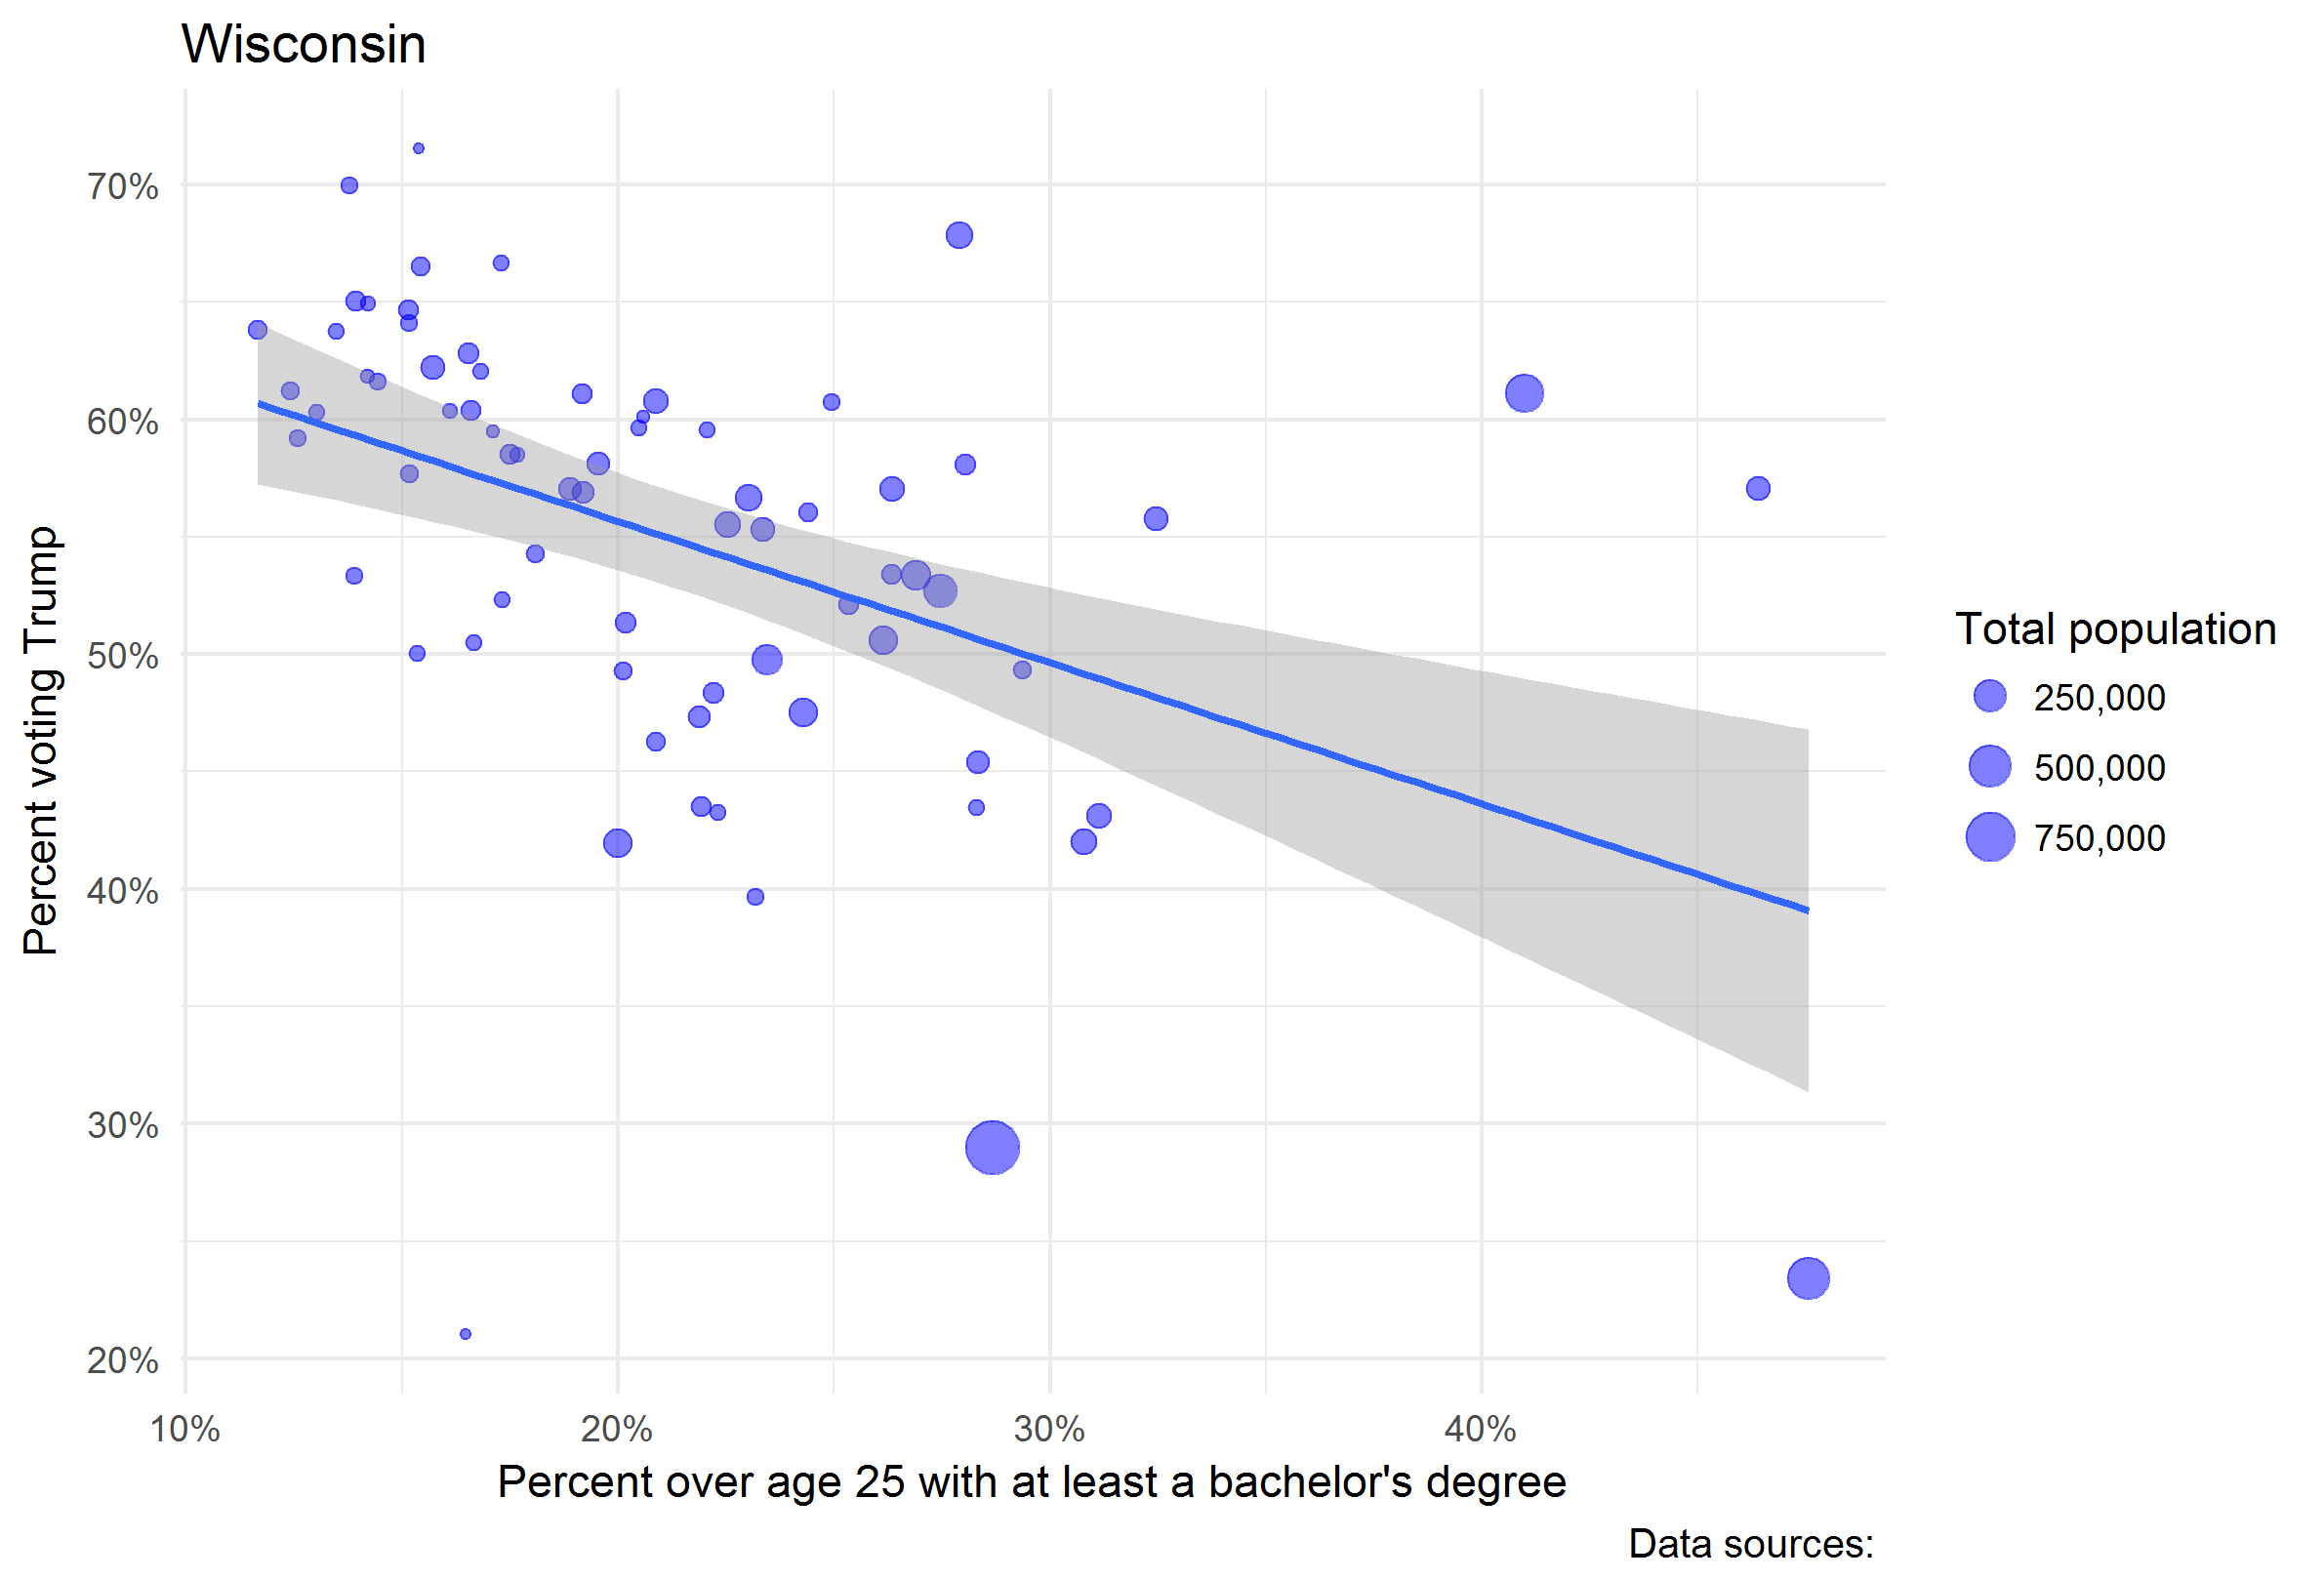 Wisconsin
70%
60%
50%
40%
30%
20%
Percent voting Trump
10% 20% 30% 40%
Percent over age 25 with at least a bachelor's degree
Total population
250,000
500,000
750,000
Data sources: